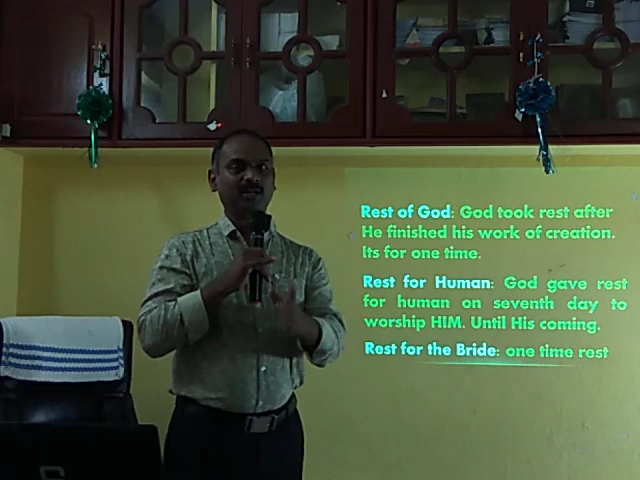 Rest of God: God took rest after
He finished his work of creation.
Its for one time.
Rest for Human: God gave rest
for human on seventh day to
worship HIM. Until His coming.
Rest for the Bride: one time rest